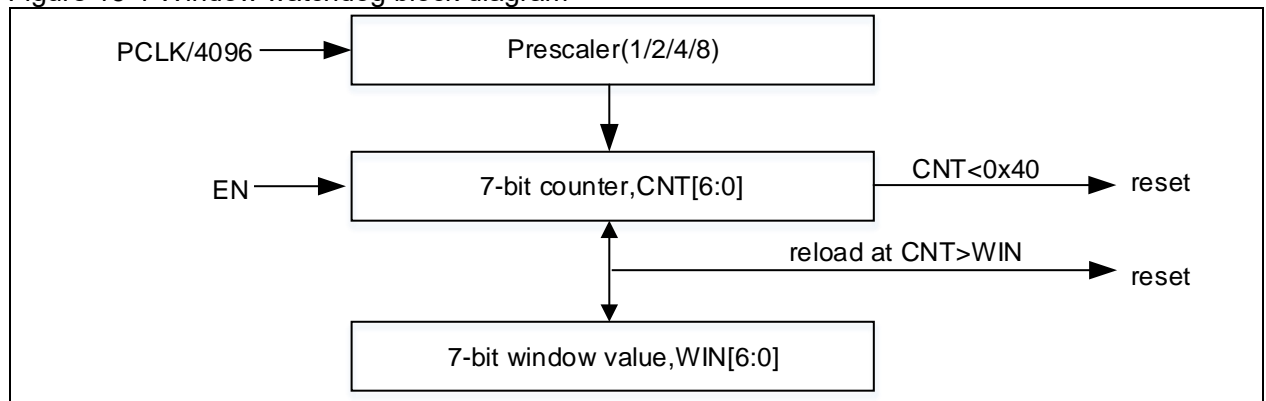 PCLK/4096
Prescaler(1/2/4/8)
EN
7-bit counter,CNT[6:0]
CNT<0x40
reset
reload at CNT>WIN
reset
7-bit window value,WIN[6:0]